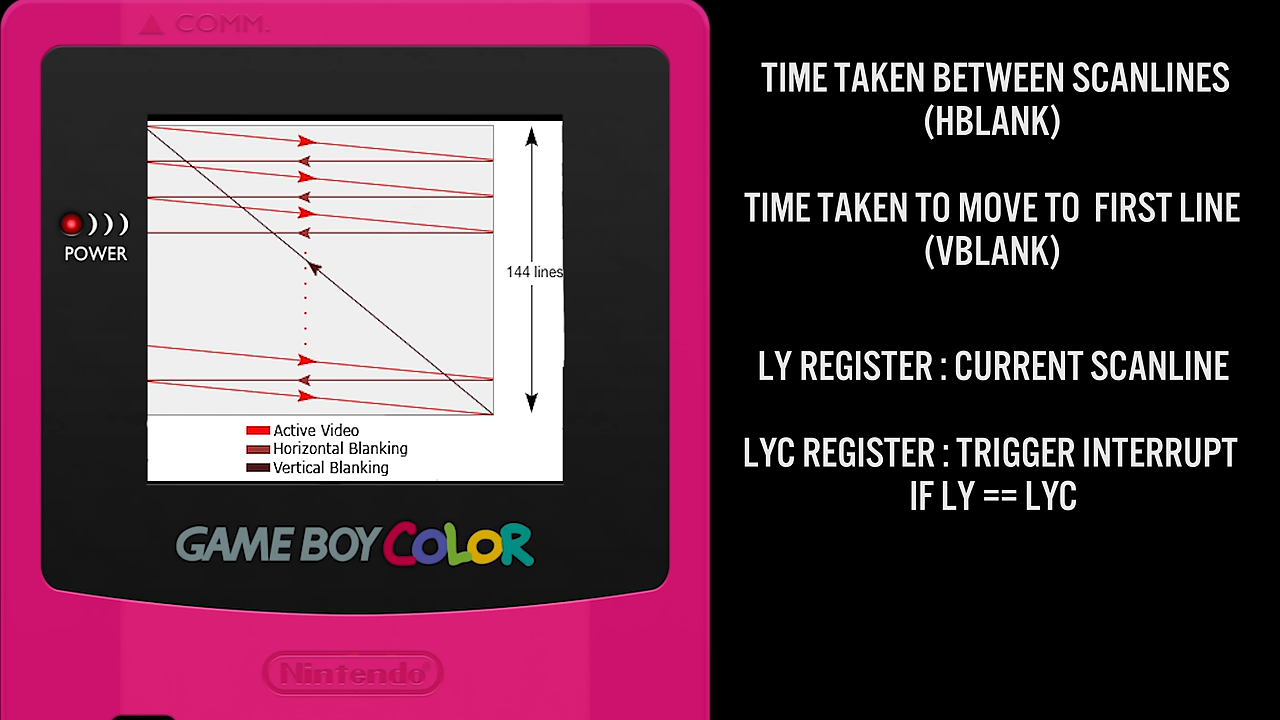 COMM.
POWER
144 lines
Active Video
Horizontal Blanking
Vertical Blanking
GAME BOY COLOR
Nintendo®
TIME TAKEN BETWEEN SCANLINES
(HBLANK)
TIME TAKEN TO MOVE TO FIRST LINE
(VBLANK)
LY REGISTER : CURRENT SCANLINE
LYC REGISTER : TRIGGER INTERRUPT
IF LY == LYC